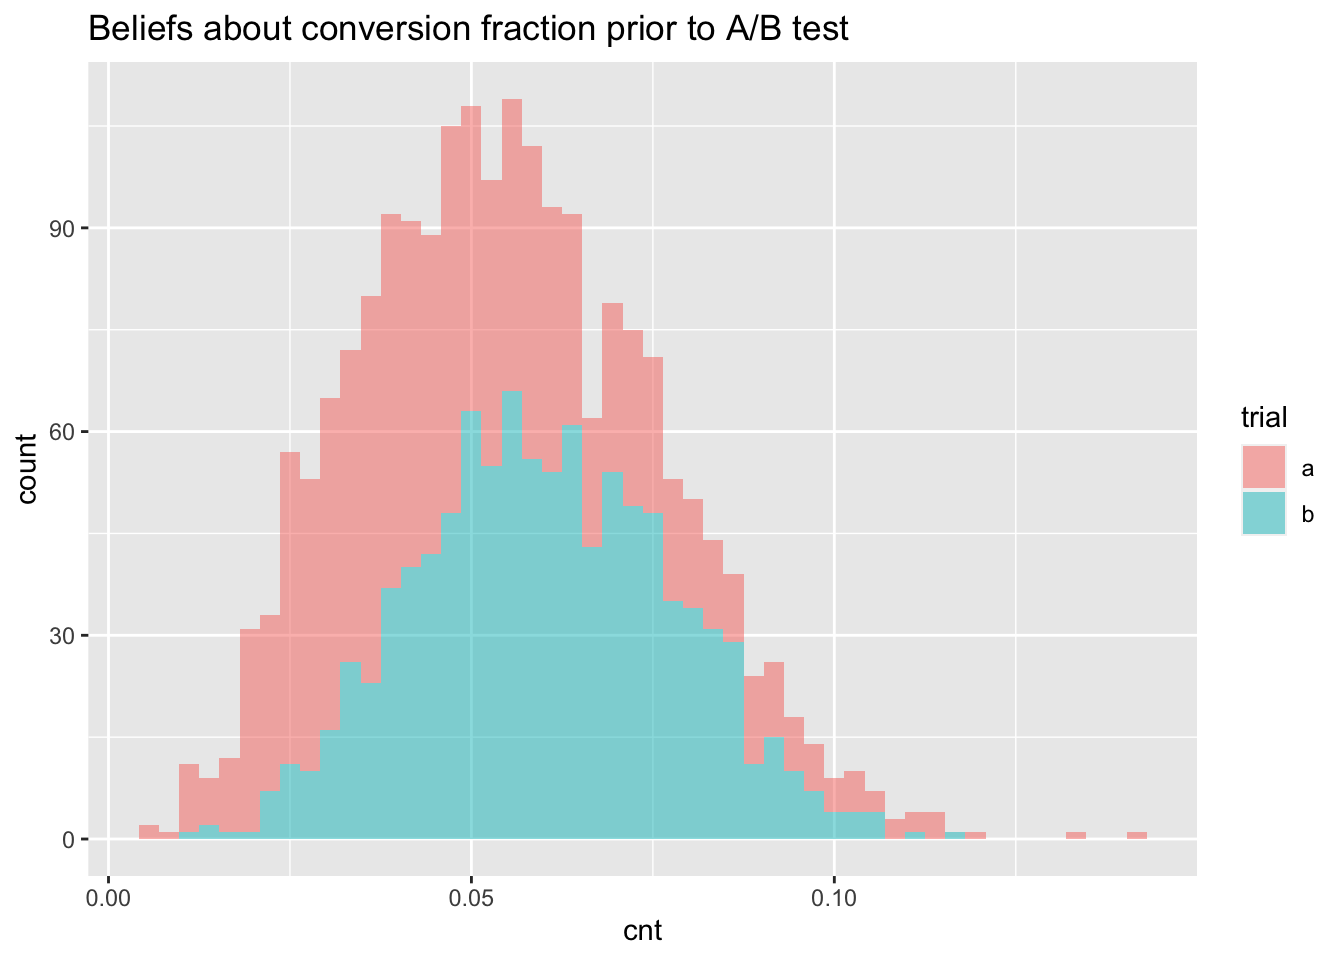 Beliefs about conversion fraction prior to A/B test
90
60
30
0
count
0.00
0.05
0.10
cnt
trial
a
b